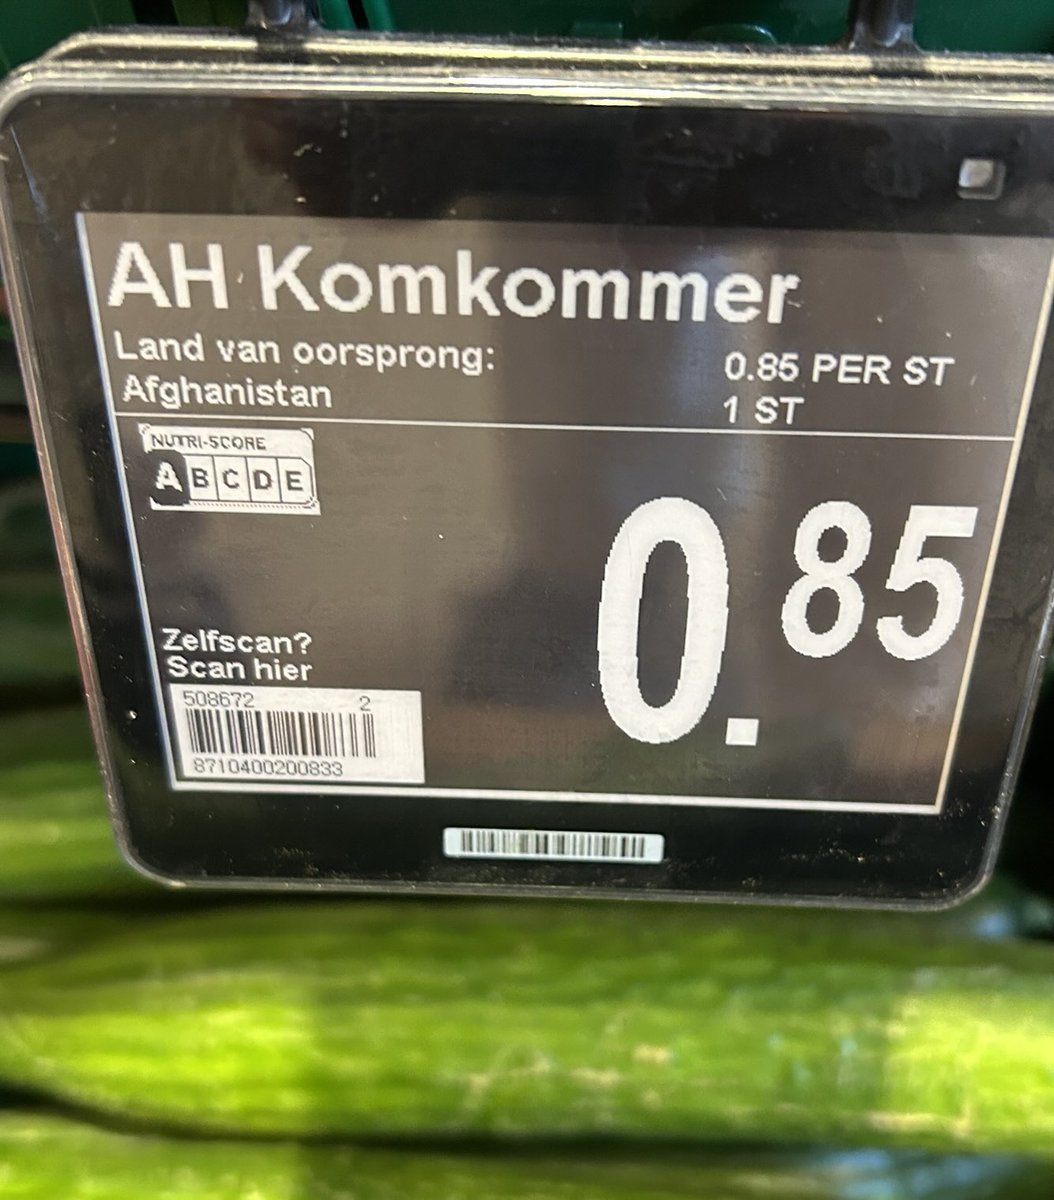 AH Komkommer
Land van oorsprong:
Afghanistan
0.85 PER ST
1 ST
NUTRI-SCORE
A B C D E
0.85
Zelfscan?
Scan hier
508672 2
8710400200833